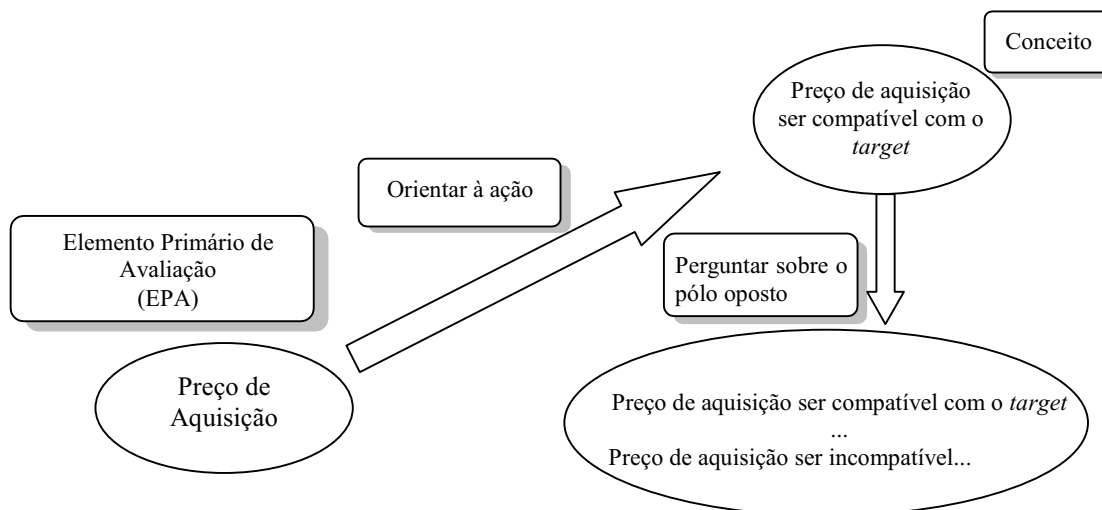 Conceito
Preço de aquisição
ser compatível com o
target
Orientar à ação
Elemento Primário de
Avaliação
(EPA)
Perguntar sobre o
pólo oposto
Preço de
Aquisição
Preço de aquisição ser compatível com o target
...
Preço de aquisição ser incompatível...